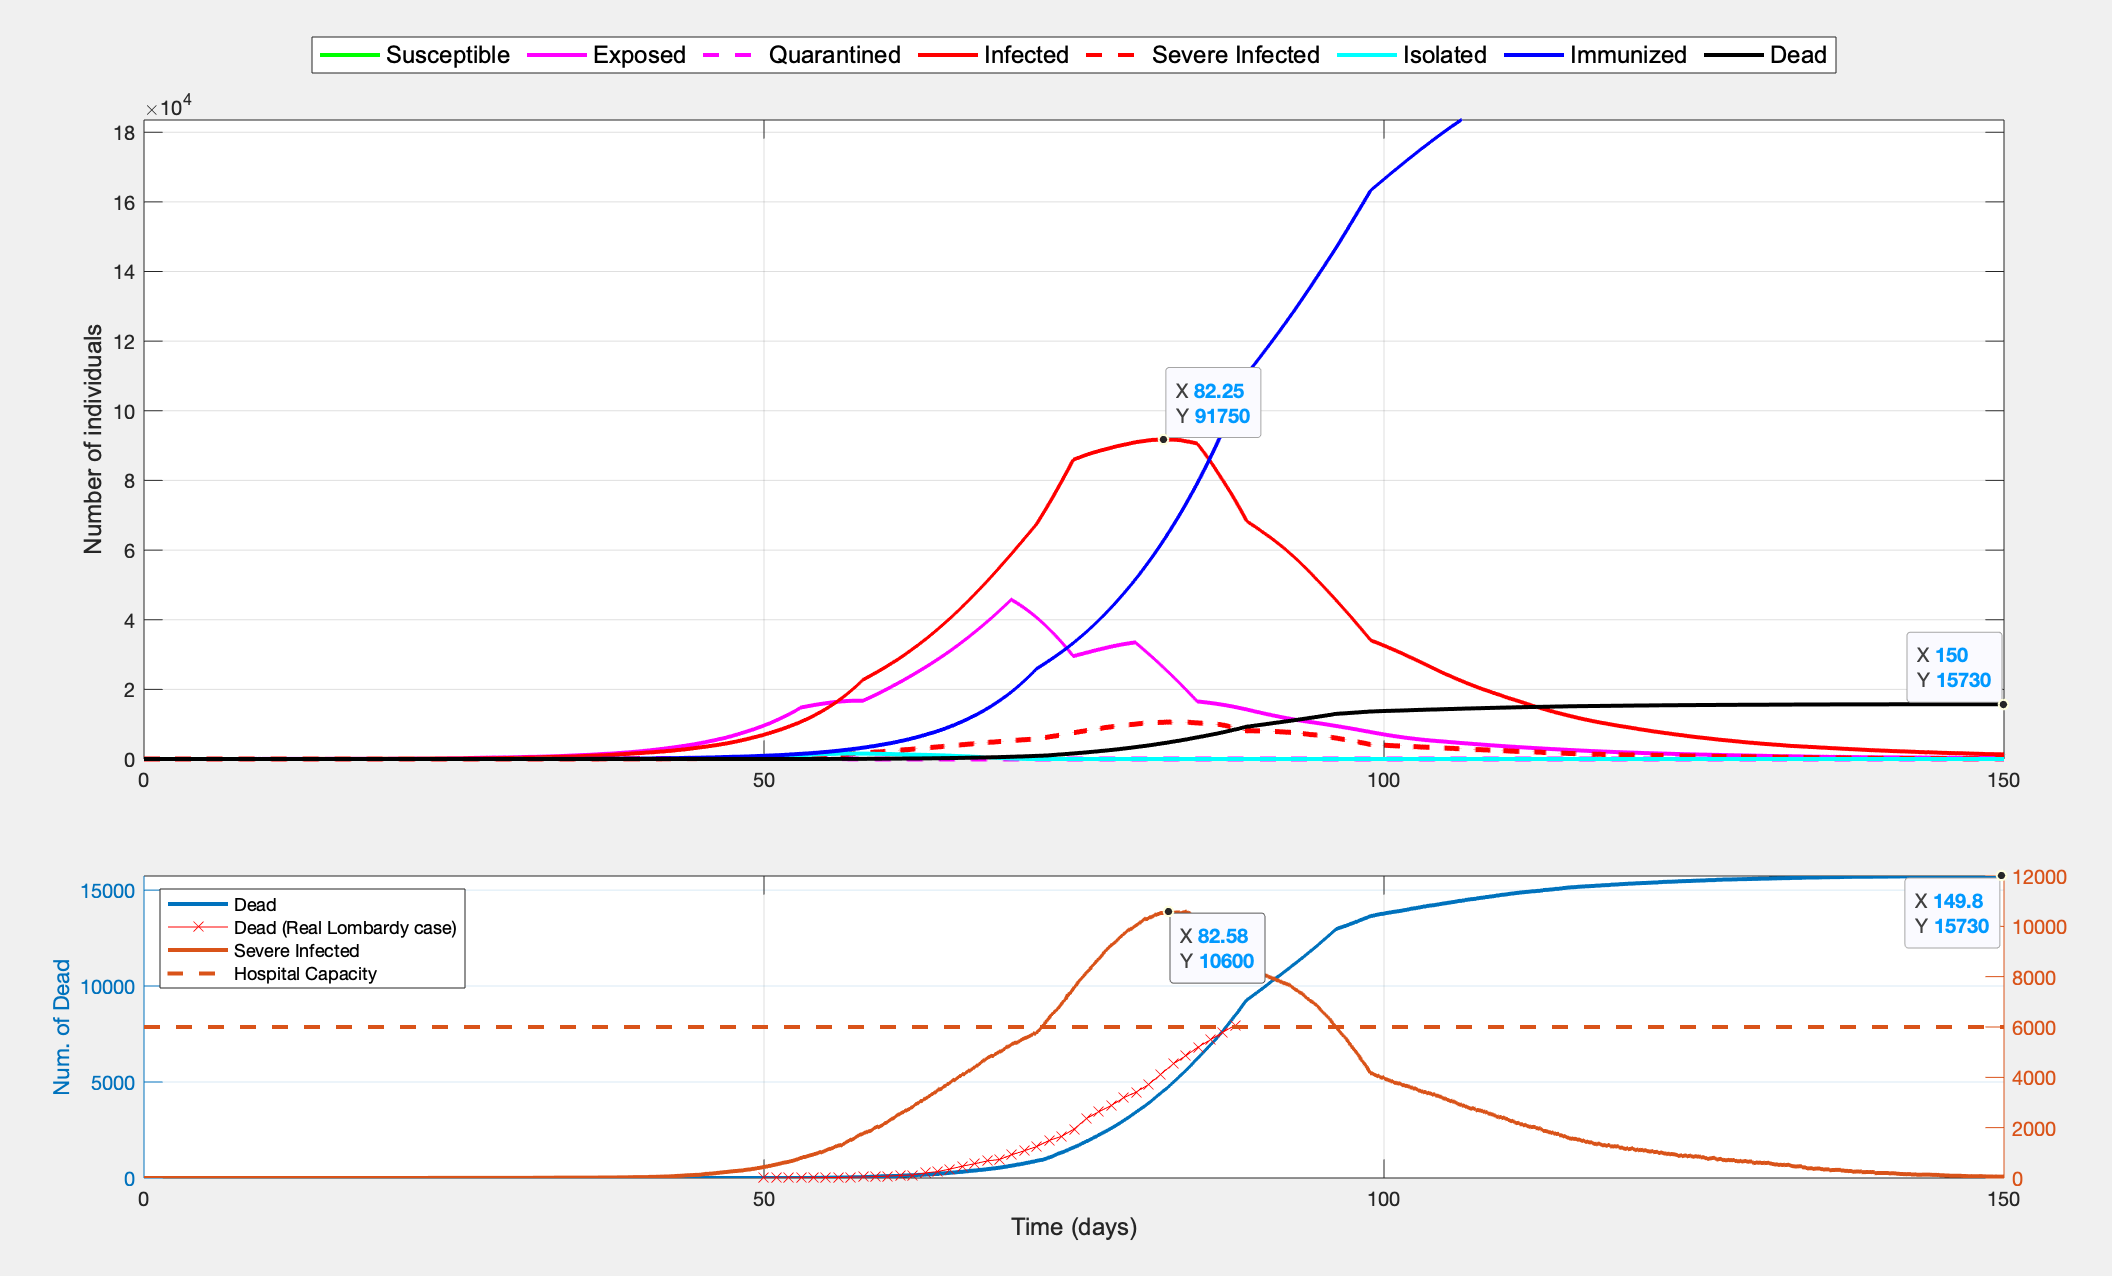 Susceptible Exposed Quarantined Infected Severe Infected Isolated Immunized Dead
×10^4
18
16
14
12
10
8
6
4
2
0
Number of individuals
0 50 100 150
X 82.25
Y 91750
X 150
Y 15730
Dead
Dead (Real Lombardy case)
Severe Infected
Hospital Capacity
15000
10000
5000
0
Num. of Dead
12000
10000
8000
6000
4000
2000
0
X 82.58
Y 10600
X 149.8
Y 15730
0 50 100 150
Time (days)